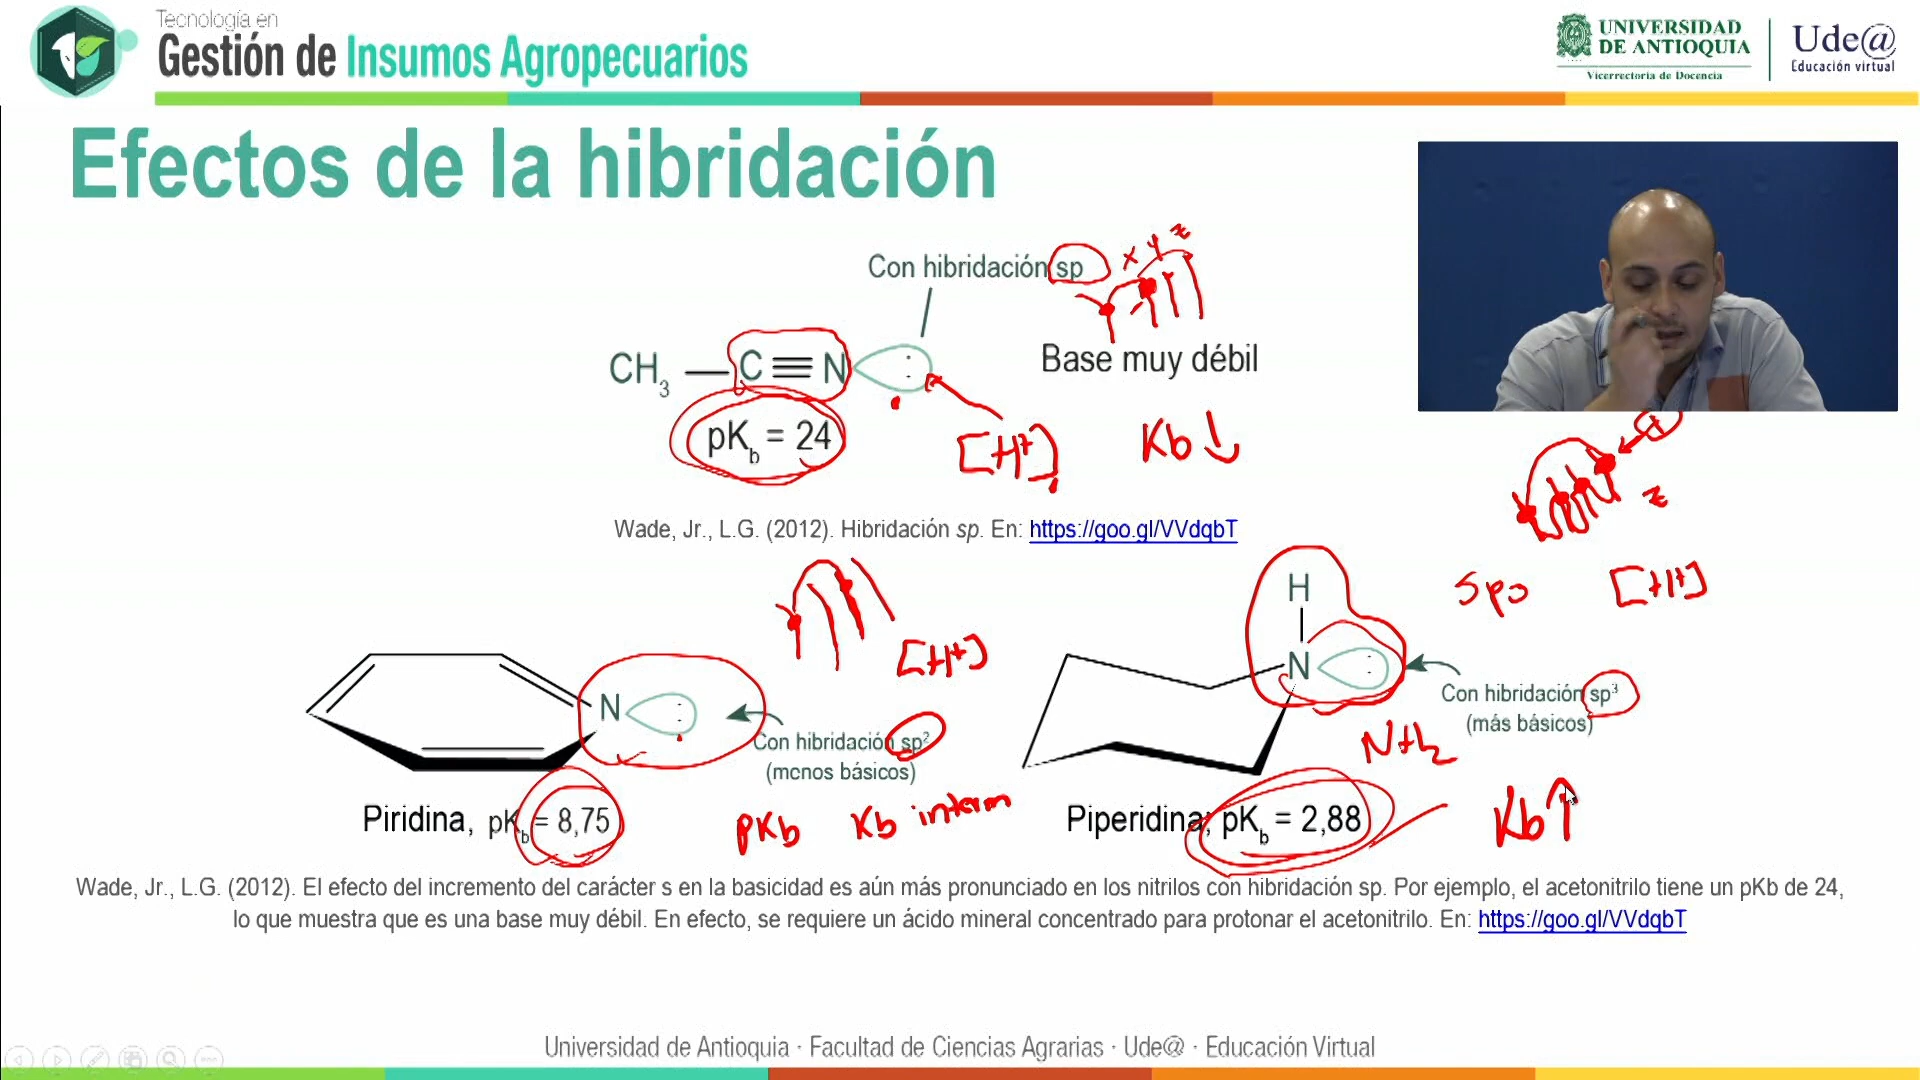 Tecnología en
Gestión de Insumos Agropecuarios
UNIVERSIDAD
DE ANTIOQUIA
Vicerrectoría de Docencia
Ude@
Educación virtual
Efectos de la hibridación
Con hibridación sp
x y z
CH3 — C ≡ N :
Base muy débil
pKb = 24
[H+]
Kb ↓
z
Wade, Jr., L.G. (2012). Hibridación sp. En: https://goo.gl/VVdqbT
H
[H+]
[H+]
N :
Con hibridación sp³
(más básicos)
N :
Con hibridación sp²
(menos básicos)
NH2
Piridina, pKb = 8,75
pKb Kb interm
Piperidina, pKb = 2,88
Kb ↑
Wade, Jr., L.G. (2012). El efecto del incremento del carácter s en la basicidad es aún más pronunciado en los nitrilos con hibridación sp. Por ejemplo, el acetonitrilo tiene un pKb de 24,
lo que muestra que es una base muy débil. En efecto, se requiere un ácido mineral concentrado para protonar el acetonitrilo. En: https://goo.gl/VVdqbT
Universidad de Antioquia · Facultad de Ciencias Agrarias · Ude@ · Educación Virtual